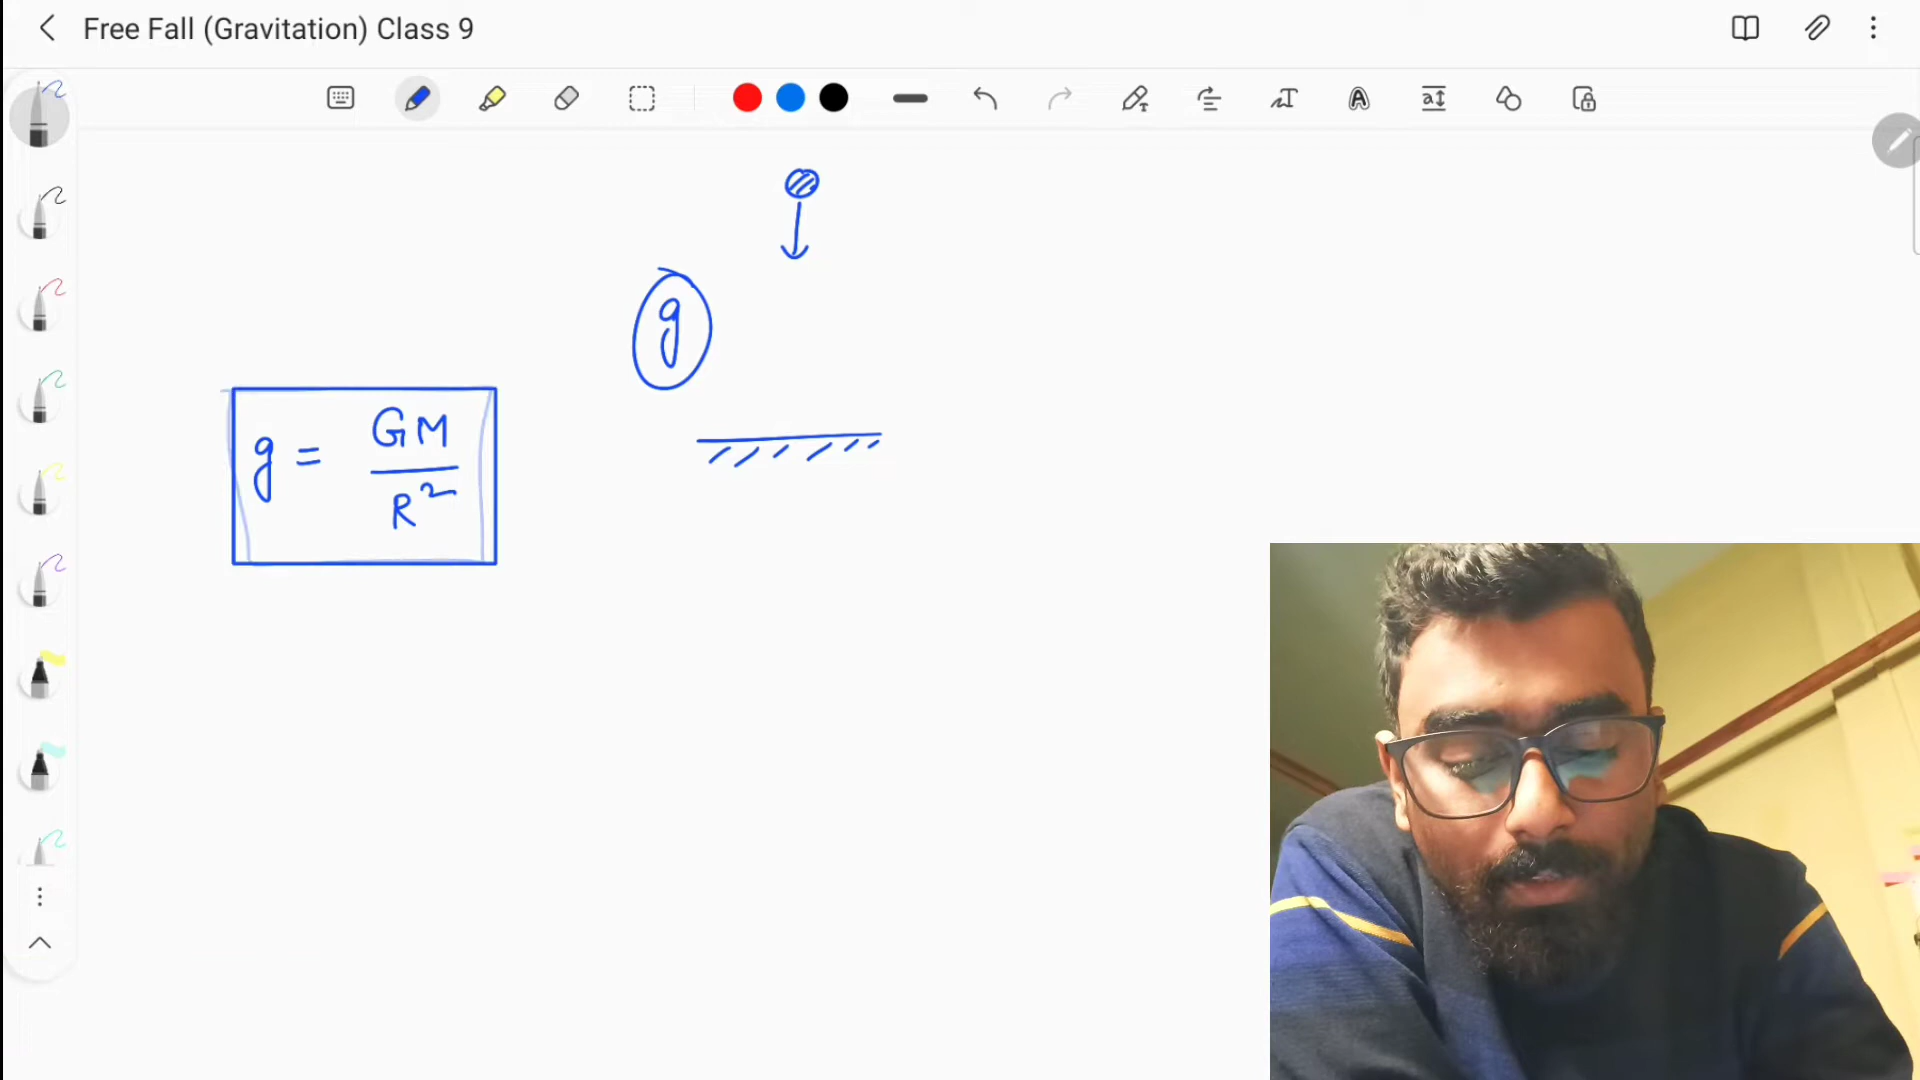 Free Fall (Gravitation) Class 9
g
g = GM
R²